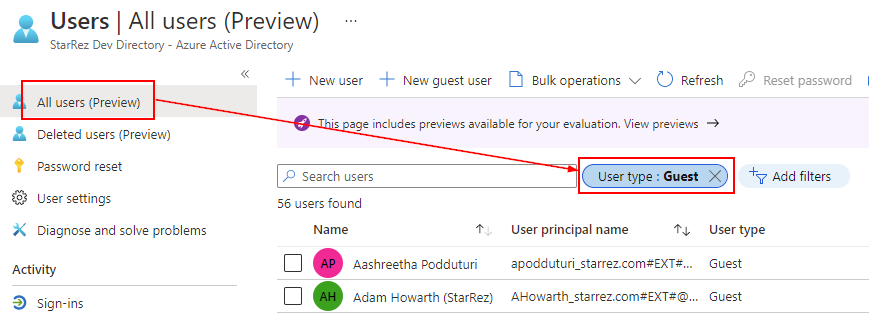 Users | All users (Preview) ...
StarRez Dev Directory - Azure Active Directory
«
All users (Preview)
Deleted users (Preview)
Password reset
User settings
Diagnose and solve problems
Activity
Sign-ins
New user
New guest user
Bulk operations
Refresh
Reset password
This page includes previews available for your evaluation. View previews →
Search users
User type : Guest
Add filters
56 users found
Name User principal name User type
AP Aashreetha Podduturi apodduturi_starrez.com#EXT#... Guest
AH Adam Howarth (StarRez) AHowarth_starrez.com#EXT#@... Guest